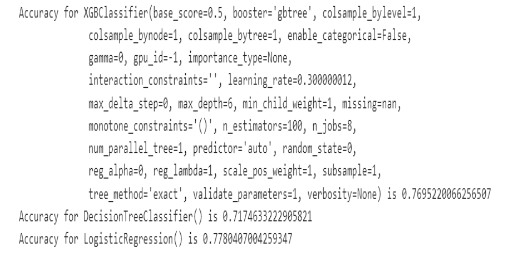 Accuracy for XGBClassifier(base_score=0.5, booster='gbtree', colsample_bylevel=1,
colsample_bynode=1, colsample_bytree=1, enable_categorical=False,
gamma=0, gpu_id=-1, importance_type=None,
interaction_constraints='', learning_rate=0.300000012,
max_delta_step=0, max_depth=6, min_child_weight=1, missing=nan,
monotone_constraints='()', n_estimators=100, n_jobs=8,
num_parallel_tree=1, predictor='auto', random_state=0,
reg_alpha=0, reg_lambda=1, scale_pos_weight=1, subsample=1,
tree_method='exact', validate_parameters=1, verbosity=None) is 0.7695220066256507
Accuracy for DecisionTreeClassifier() is 0.7174633222905821
Accuracy for LogisticRegression() is 0.7780407004259347